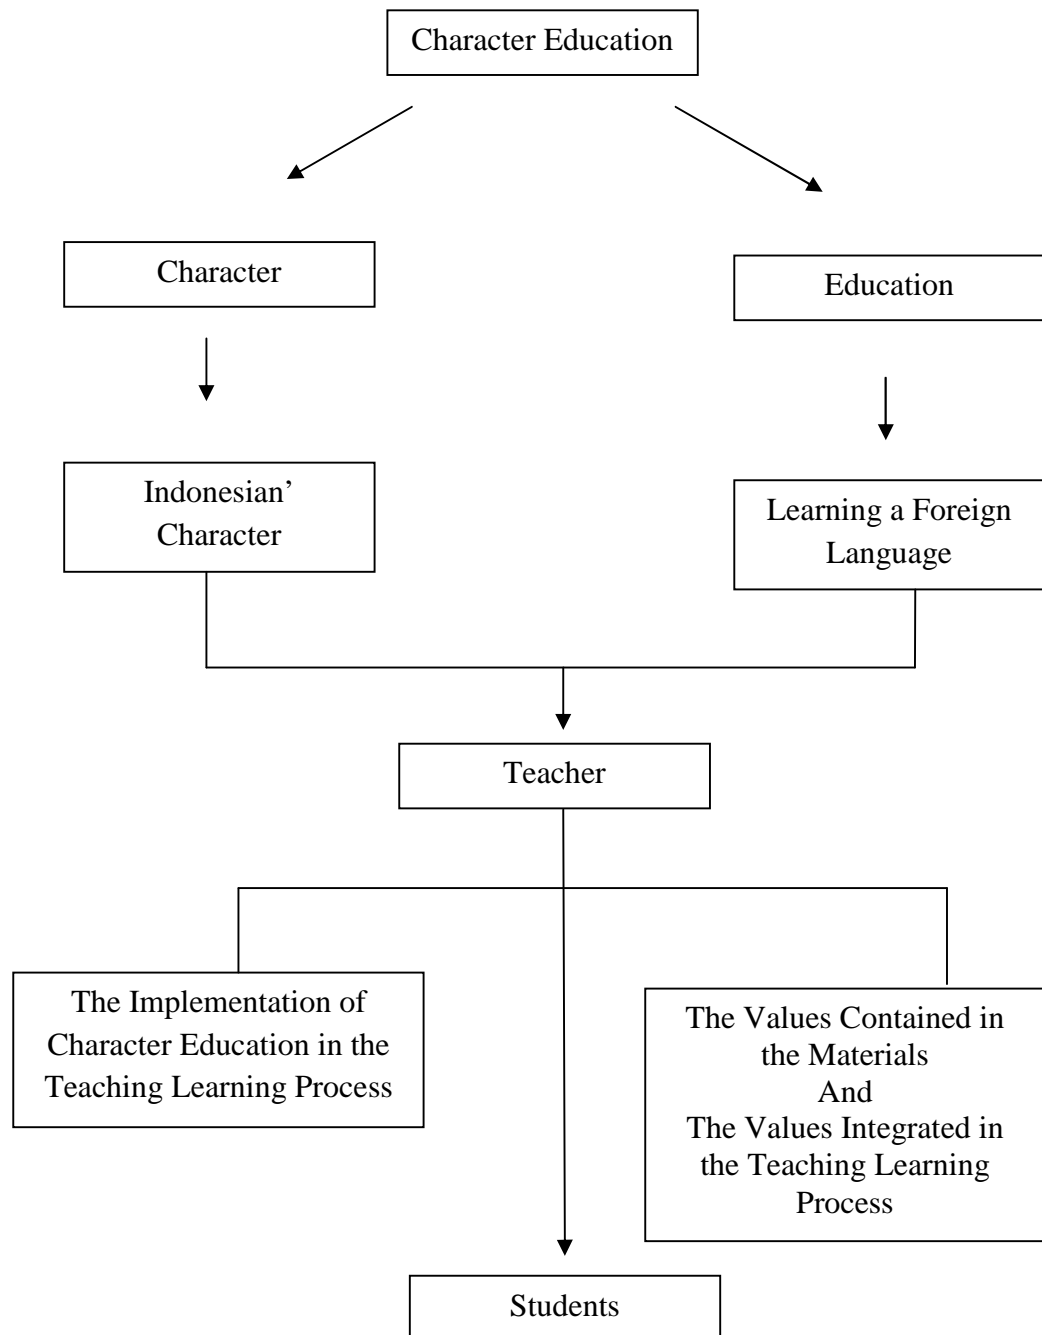 Character Education
Character
Education
Indonesian’
Character
Learning a Foreign
Language
Teacher
The Implementation of
Character Education in the
Teaching Learning Process
The Values Contained in
the Materials
And
The Values Integrated in
the Teaching Learning
Process
Students